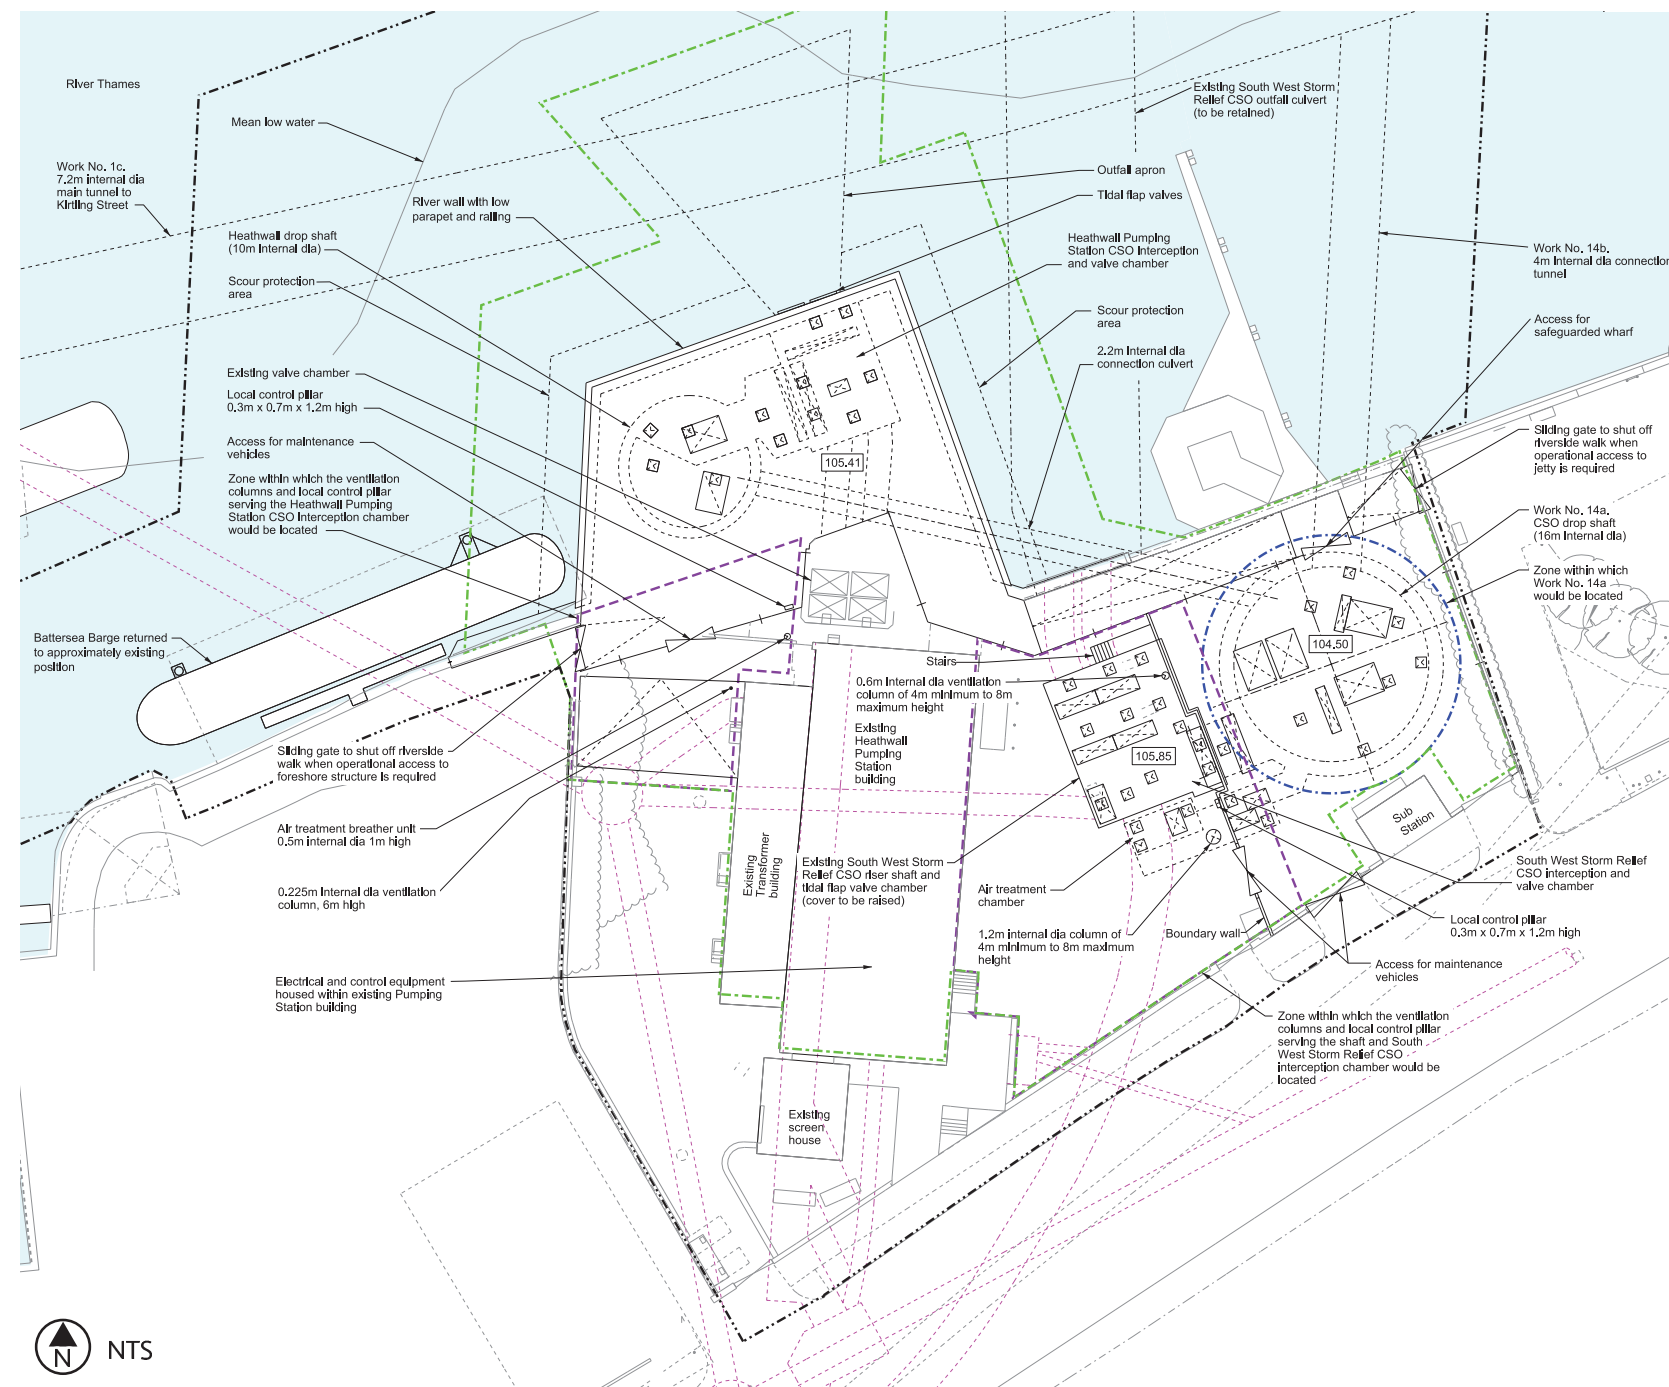 River Thames
Mean low water
Work No. 1c.
7.2m internal dia
main tunnel to
Kirtling Street
River wall with low
parapet and railing
Heathwall drop shaft
(10m internal dia)
Scour protection
area
Existing valve chamber
Local control pillar
0.3m x 0.7m x 1.2m high
Access for maintenance
vehicles
Zone within which the ventilation
columns and local control pillar
serving the Heathwall Pumping
Station CSO Interception chamber
would be located
Battersea Barge returned
to approximately existing
position
Sliding gate to shut off riverside
walk when operational access to
foreshore structure is required
Air treatment breather unit
0.5m internal dia 1m high
0.225m internal dia ventilation
column, 6m high
Electrical and control equipment
housed within existing Pumping
Station building
Existing South West Storm
Relief CSO outfall culvert
(to be retained)
Outfall apron
Tidal flap valves
Heathwall Pumping
Station CSO Interception
and valve chamber
Scour protection
area
2.2m internal dia
connection culvert
Work No. 14b.
4m internal dia connection
tunnel
Access for
safeguarded wharf
Sliding gate to shut off
riverside walk when
operational access to
jetty is required
Work No. 14a.
CSO drop shaft
(16m internal dia)
Zone within which
Work No. 14a
would be located
105.41
104.50
105.85
Stairs
0.6m internal dia ventilation
column of 4m minimum to 8m
maximum height
Existing
Heathwall
Pumping
Station
building
Existing
Transformer
building
Existing South West Storm
Relief CSO riser shaft and
tidal flap valve chamber
(cover to be raised)
Air treatment
chamber
1.2m internal dia column of
4m minimum to 8m maximum
height
Boundary wall
Sub
Station
South West Storm Relief
CSO interception and
valve chamber
Local control pillar
0.3m x 0.7m x 1.2m high
Access for maintenance
vehicles
Zone within which the ventilation
columns and local control pillar
serving the shaft and South
West Storm Relief CSO
interception chamber would be
located
Existing
screen
house
N
NTS